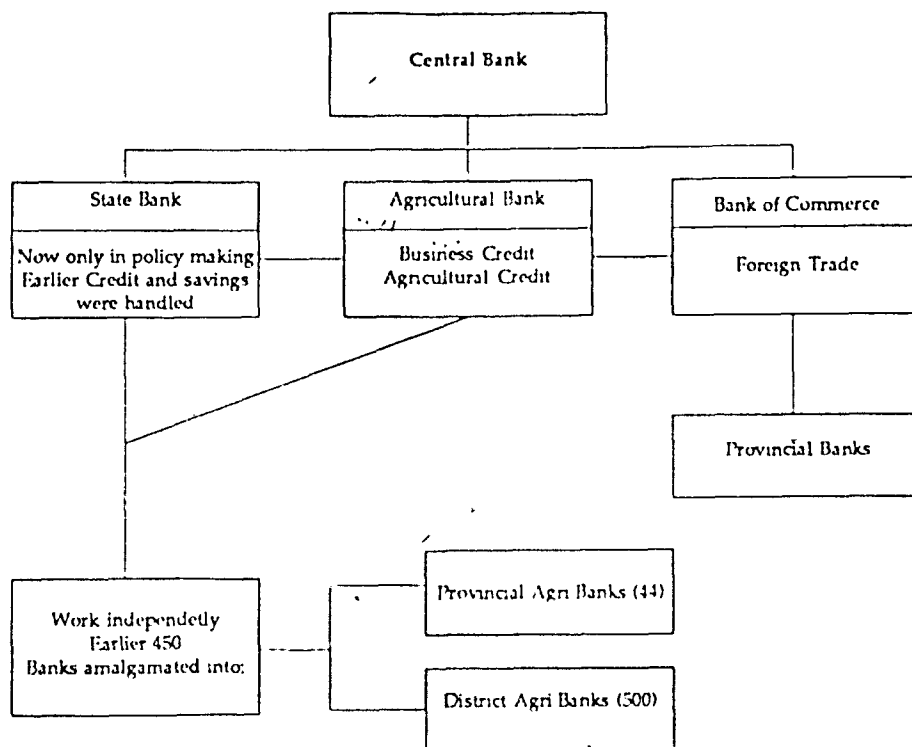 Central Bank
State Bank
Now only in policy making
Earlier Credit and savings
were handled
Agricultural Bank
Business Credit
Agricultural Credit
Bank of Commerce
Foreign Trade
Provincial Banks
Work independetly
Earlier 450
Banks amalgamated into:
Provincial Agri Banks (44)
District Agri Banks (500)